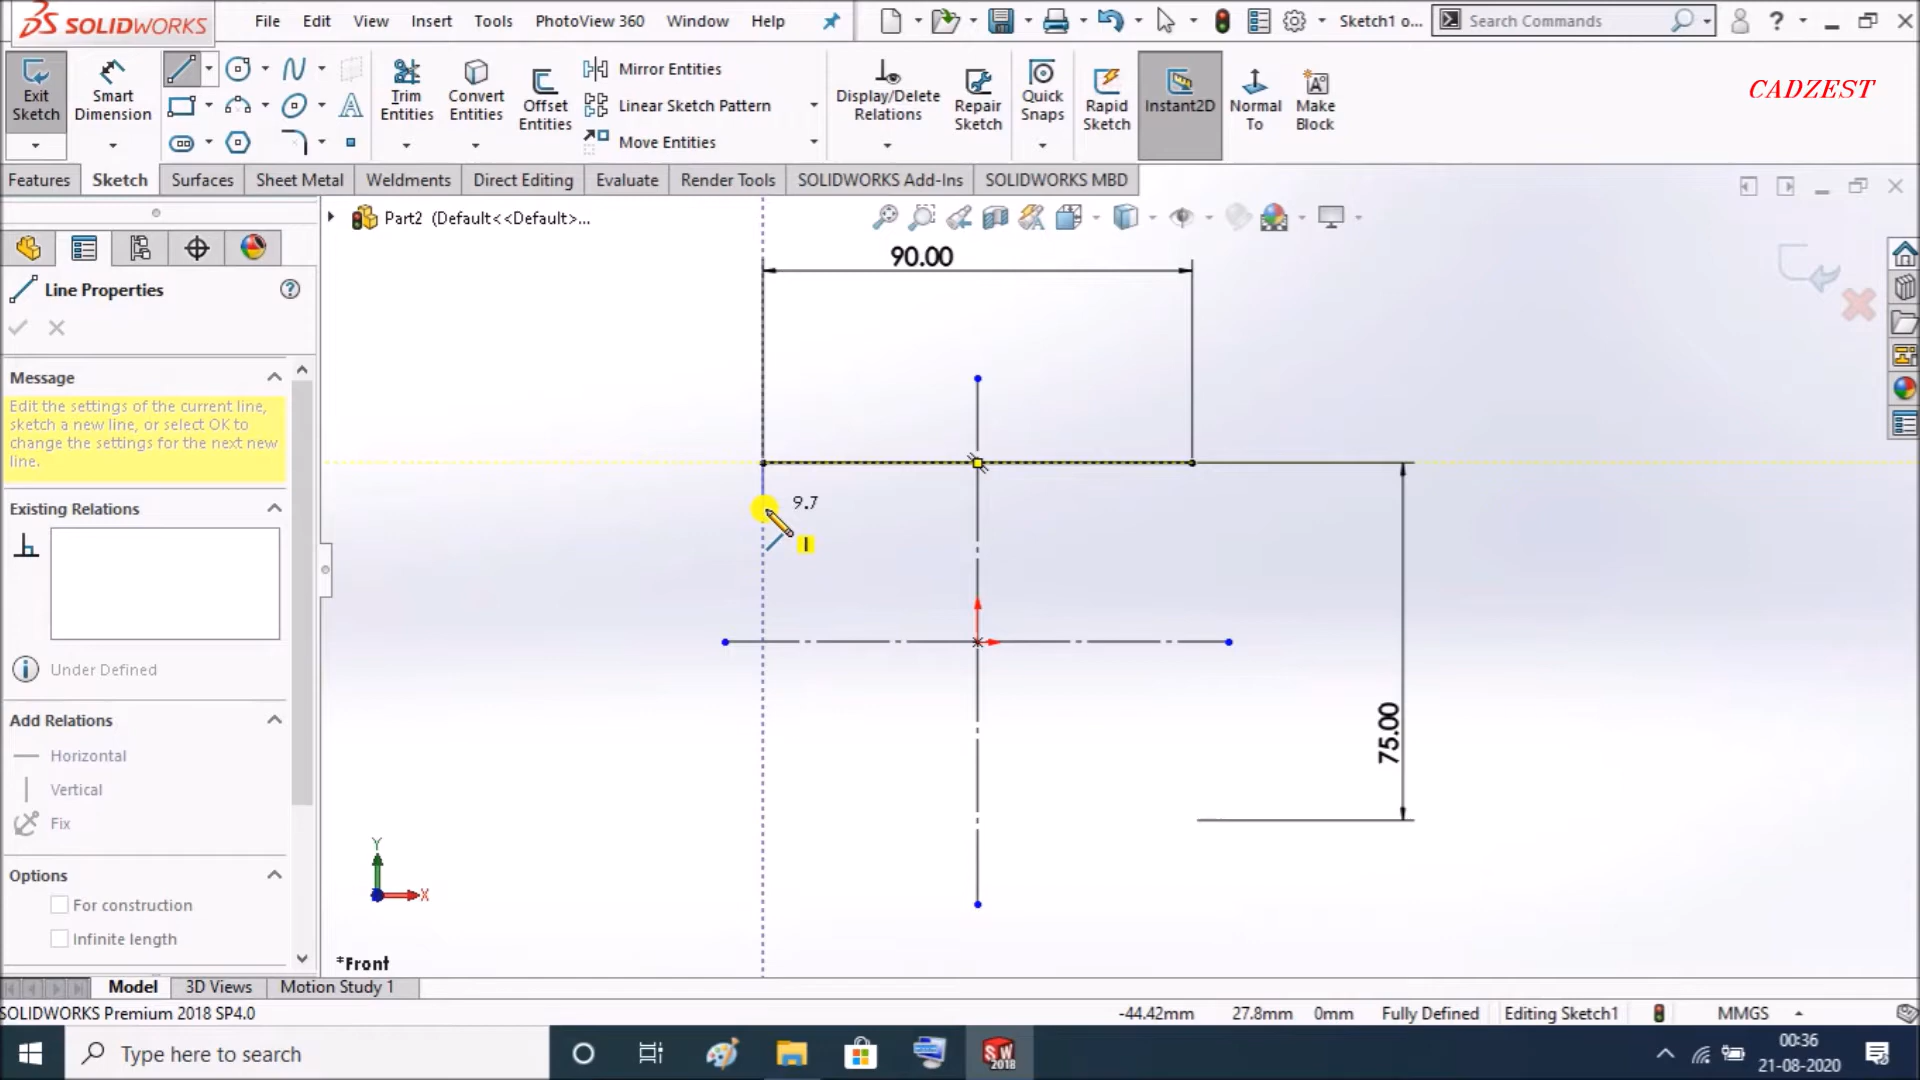 SOLIDWORKS
File Edit View Insert Tools PhotoView 360 Window Help
Sketch1 o...
Search Commands
Exit Sketch
Smart Dimension
Trim Entities
Convert Entities
Offset Entities
Mirror Entities
Linear Sketch Pattern
Move Entities
Display/Delete Relations
Repair Sketch
Quick Snaps
Rapid Sketch
Instant2D
Normal To
Make Block
CADZEST
Features Sketch Surfaces Sheet Metal Weldments Direct Editing Evaluate Render Tools SOLIDWORKS Add-Ins SOLIDWORKS MBD
Part2 (Default<<Default>...
Line Properties
Message
Edit the settings of the current line,
sketch a new line, or select OK to
change the settings for the next new
line.
Existing Relations
Under Defined
Add Relations
Horizontal
Vertical
Fix
Options
For construction
Infinite length
90.00
9.7
75.00
Y
X
*Front
Model 3D Views Motion Study 1
SOLIDWORKS Premium 2018 SP4.0
-44.42mm 27.8mm 0mm Fully Defined Editing Sketch1 MMGS
Type here to search
SW
2018
00:36
21-08-2020